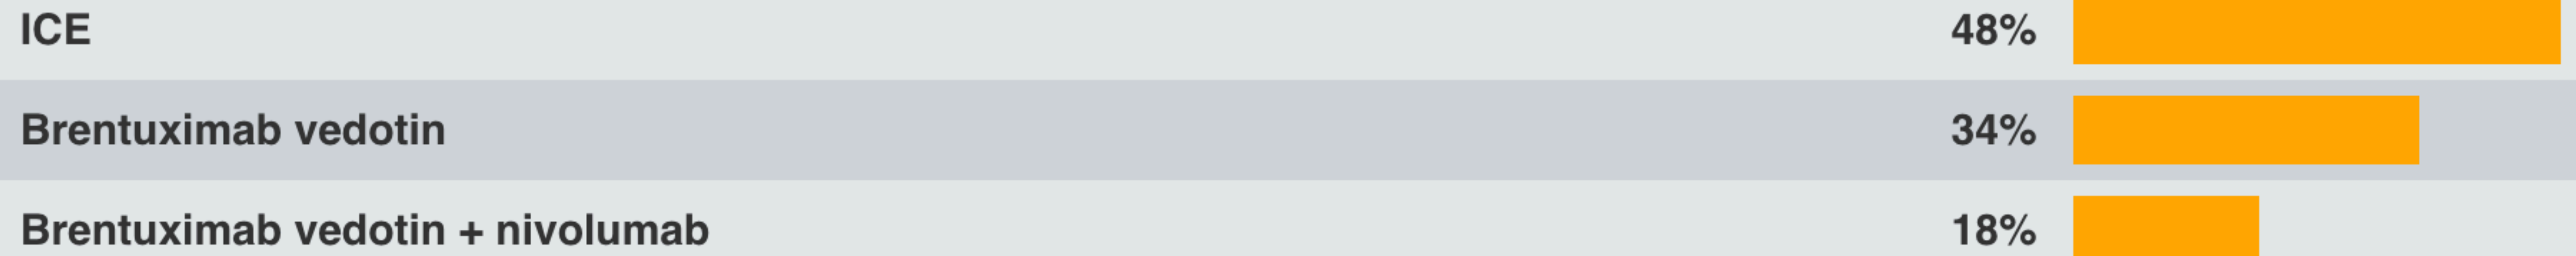 ICE 48%
Brentuximab vedotin 34%
Brentuximab vedotin + nivolumab 18%